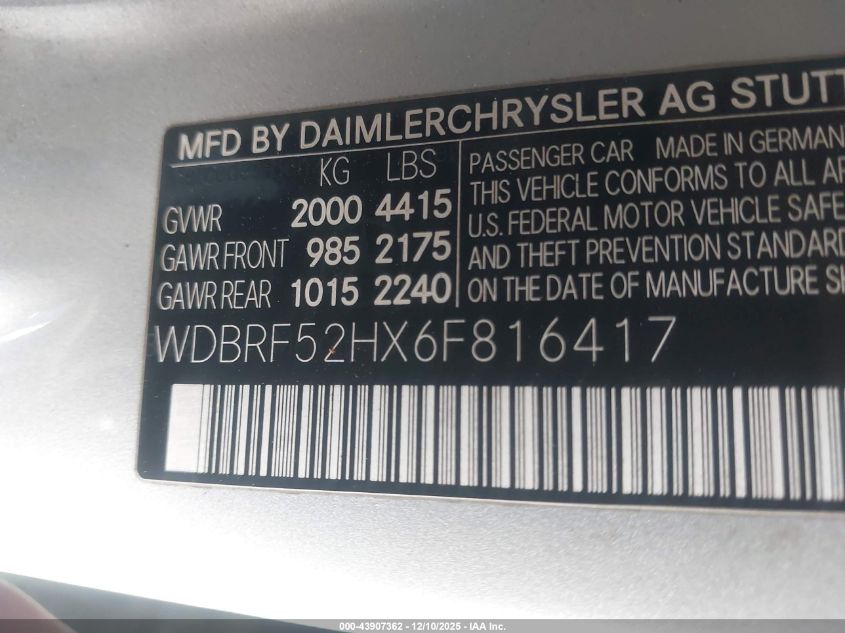 MFD BY DAIMLERCHRYSLER AG STUTT
KG LBS
GVWR 2000 4415
GAWR FRONT 985 2175
GAWR REAR 1015 2240
PASSENGER CAR MADE IN GERMAN
THIS VEHICLE CONFORMS TO ALL AP
U.S. FEDERAL MOTOR VEHICLE SAFE
AND THEFT PREVENTION STANDARD
ON THE DATE OF MANUFACTURE SH
WDBRF52HX6F816417
000-43907362 — 12/10/2025 — IAA Inc.